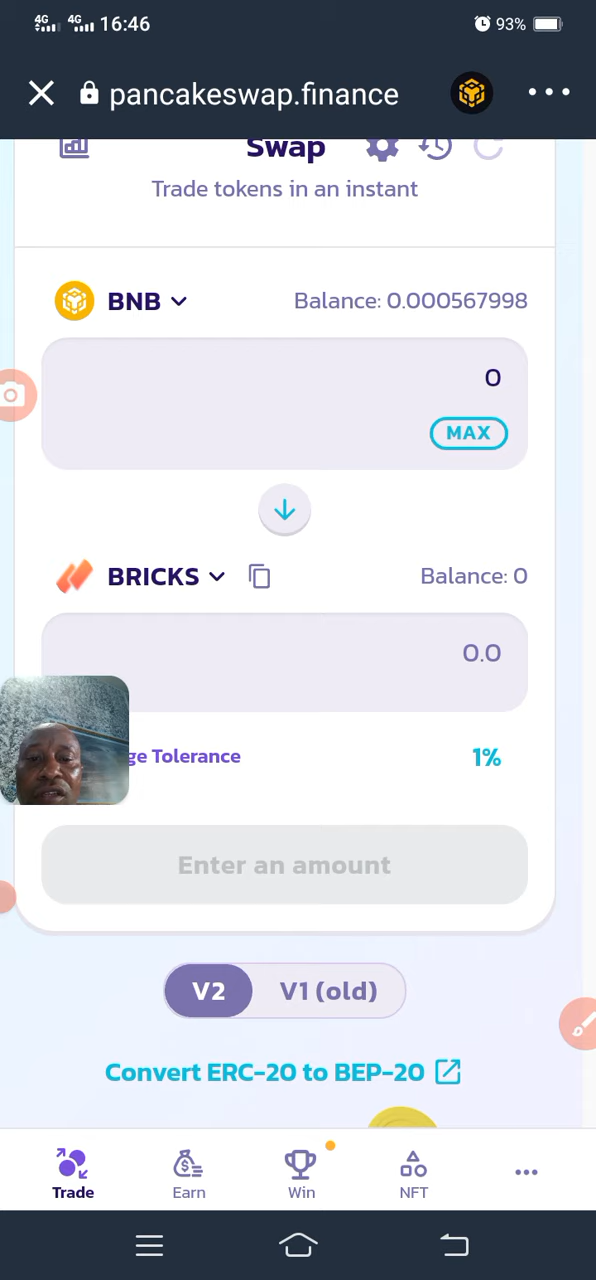 4G 4G 16:46 93%
pancakeswap.finance
Swap
Trade tokens in an instant
BNB Balance: 0.000567998
0
MAX
BRICKS Balance: 0
0.0
ge Tolerance 1%
Enter an amount
V2 V1 (old)
Convert ERC-20 to BEP-20
Trade Earn Win NFT